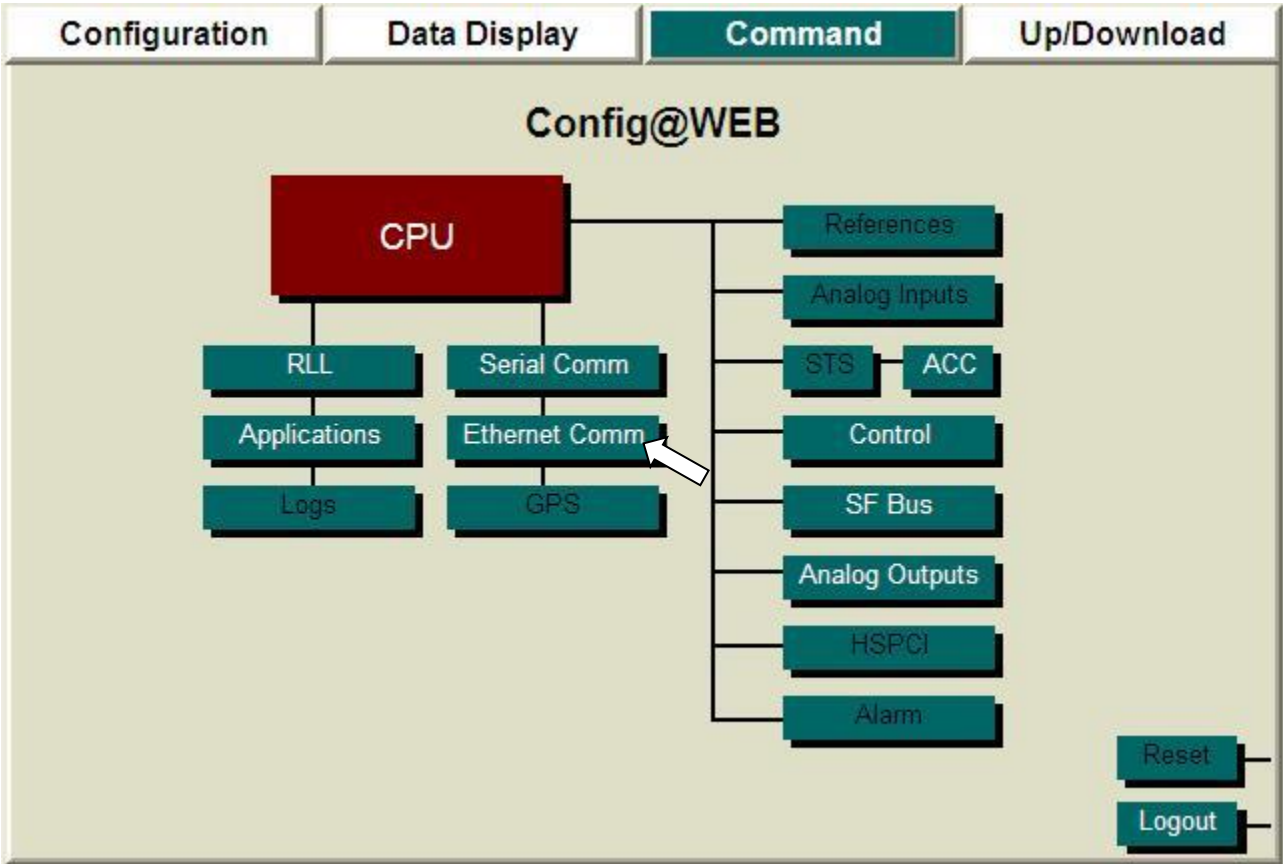 Configuration
Data Display
Command
Up/Download
Config@WEB
CPU
RLL
Applications
Logs
Serial Comm
Ethernet Comm
GPS
References
Analog Inputs
STS
ACC
Control
SF Bus
Analog Outputs
HSPCI
Alarm
Reset
Logout